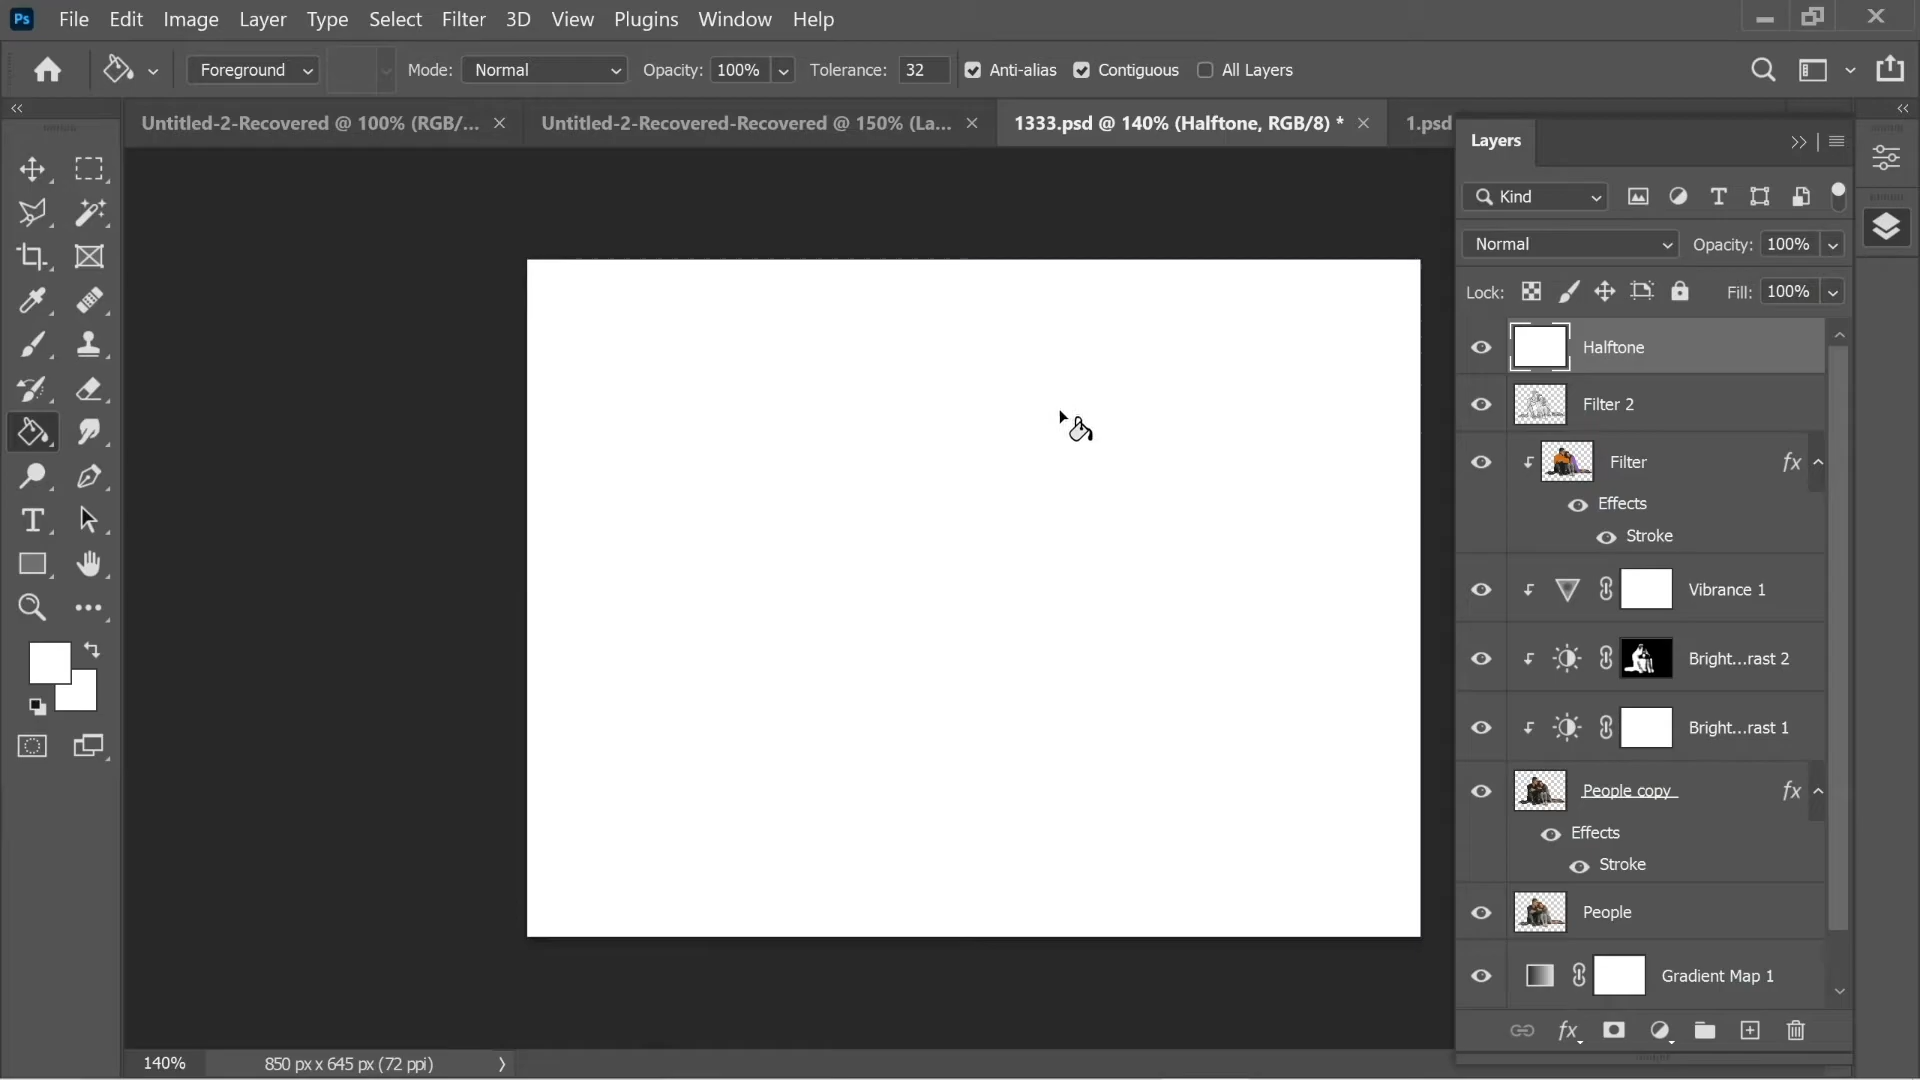 Ps File Edit Image Layer Type Select Filter 3D View Plugins Window Help
Foreground Mode: Normal Opacity: 100% Tolerance: 32 Anti-alias Contiguous All Layers
Untitled-2-Recovered @ 100% (RGB/... Untitled-2-Recovered-Recovered @ 150% (La... 1333.psd @ 140% (Halftone, RGB/8) * 1.psd
Layers
Kind
Normal Opacity: 100%
Lock: Fill: 100%
Halftone
Filter 2
Filter fx
Effects
Stroke
Vibrance 1
Bright...rast 2
Bright...rast 1
People copy fx
Effects
Stroke
People
Gradient Map 1
fx
140% 850 px x 645 px (72 ppi)